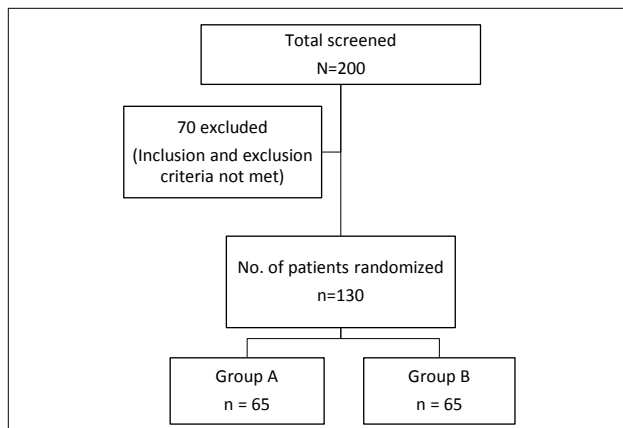 Total screened
N=200
70 excluded
(Inclusion and exclusion
criteria not met)
No. of patients randomized
n=130
Group A
n = 65
Group B
n = 65